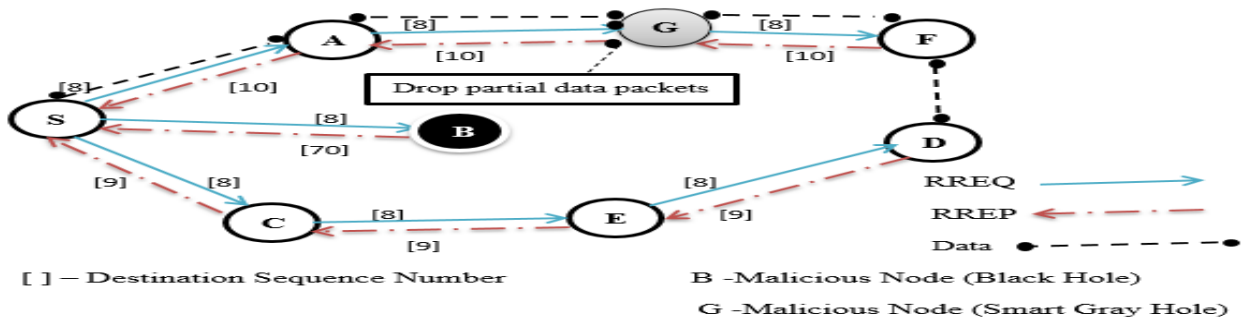 [8]
G
[8]
A
F
[10]
[10]
[8]
[10]
Drop partial data packets
S
[8]
B
[70]
D
[9]
[8]
[8]
RREQ
C
[8]
E
[9]
RREP
[9]
Data
[ ] – Destination Sequence Number
B -Malicious Node (Black Hole)
G -Malicious Node (Smart Gray Hole)